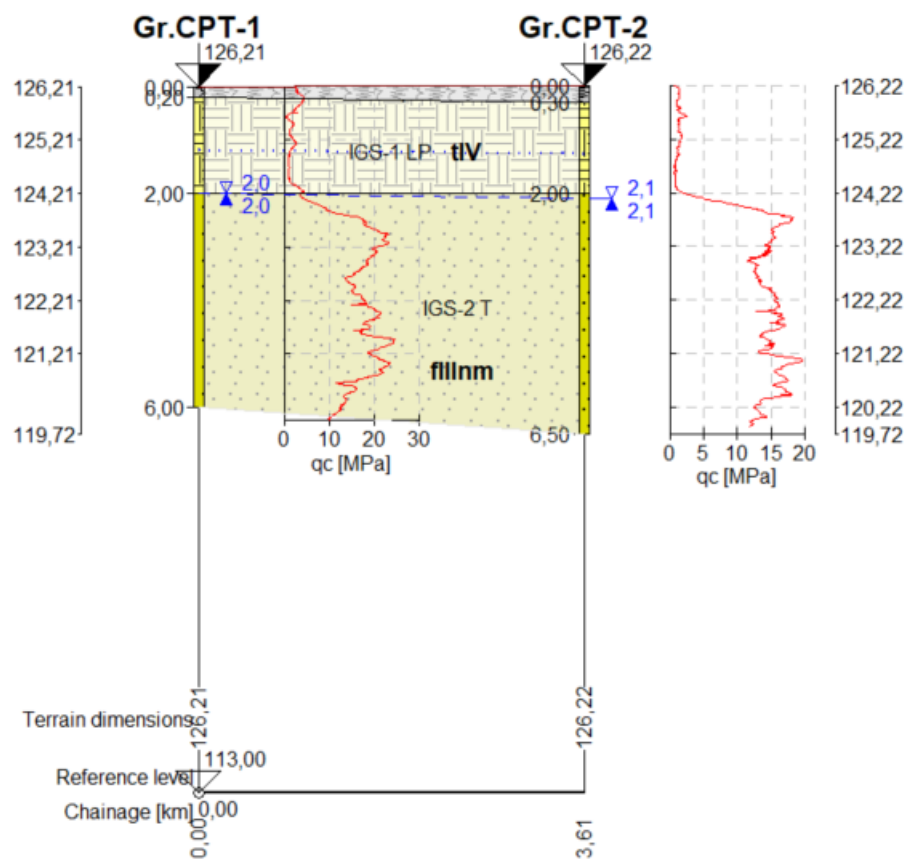 Gr.CPT-1 Gr.CPT-2
126,21 126,22
126,21 0,00 0,00 126,22
0,20 0,30
125,21 IGS-1 LP tIV 125,22
124,21 2,00 2,0 2,00 2,1 124,22
2,0 2,1
123,21 123,22
122,21 IGS-2 T 122,22
121,21 fIIInm 121,22
6,00 120,22
119,72 6,50 119,72
0 10 20 30 0 5 10 15 20
qc [MPa] qc [MPa]
Terrain dimensions 126,21 126,22
Reference level 113,00
Chainage [km] 0,00
0,00 3,61